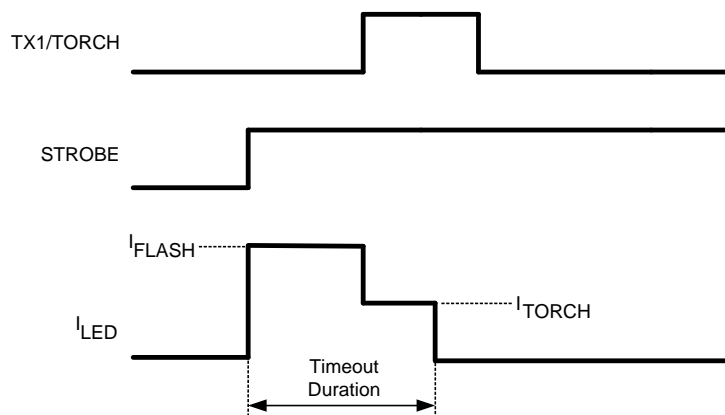 TX1/TORCH
STROBE
IFLASH
ITORCH
ILED
Timeout
Duration